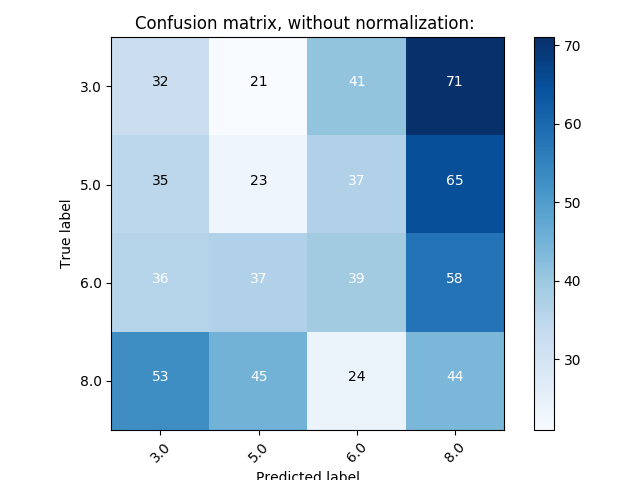 Confusion matrix, without normalization:
3.0 32 21 41 71
5.0 35 23 37 65
6.0 36 37 39 58
8.0 53 45 24 44
3.0 5.0 6.0 8.0
True label
Predicted label
70
60
50
40
30